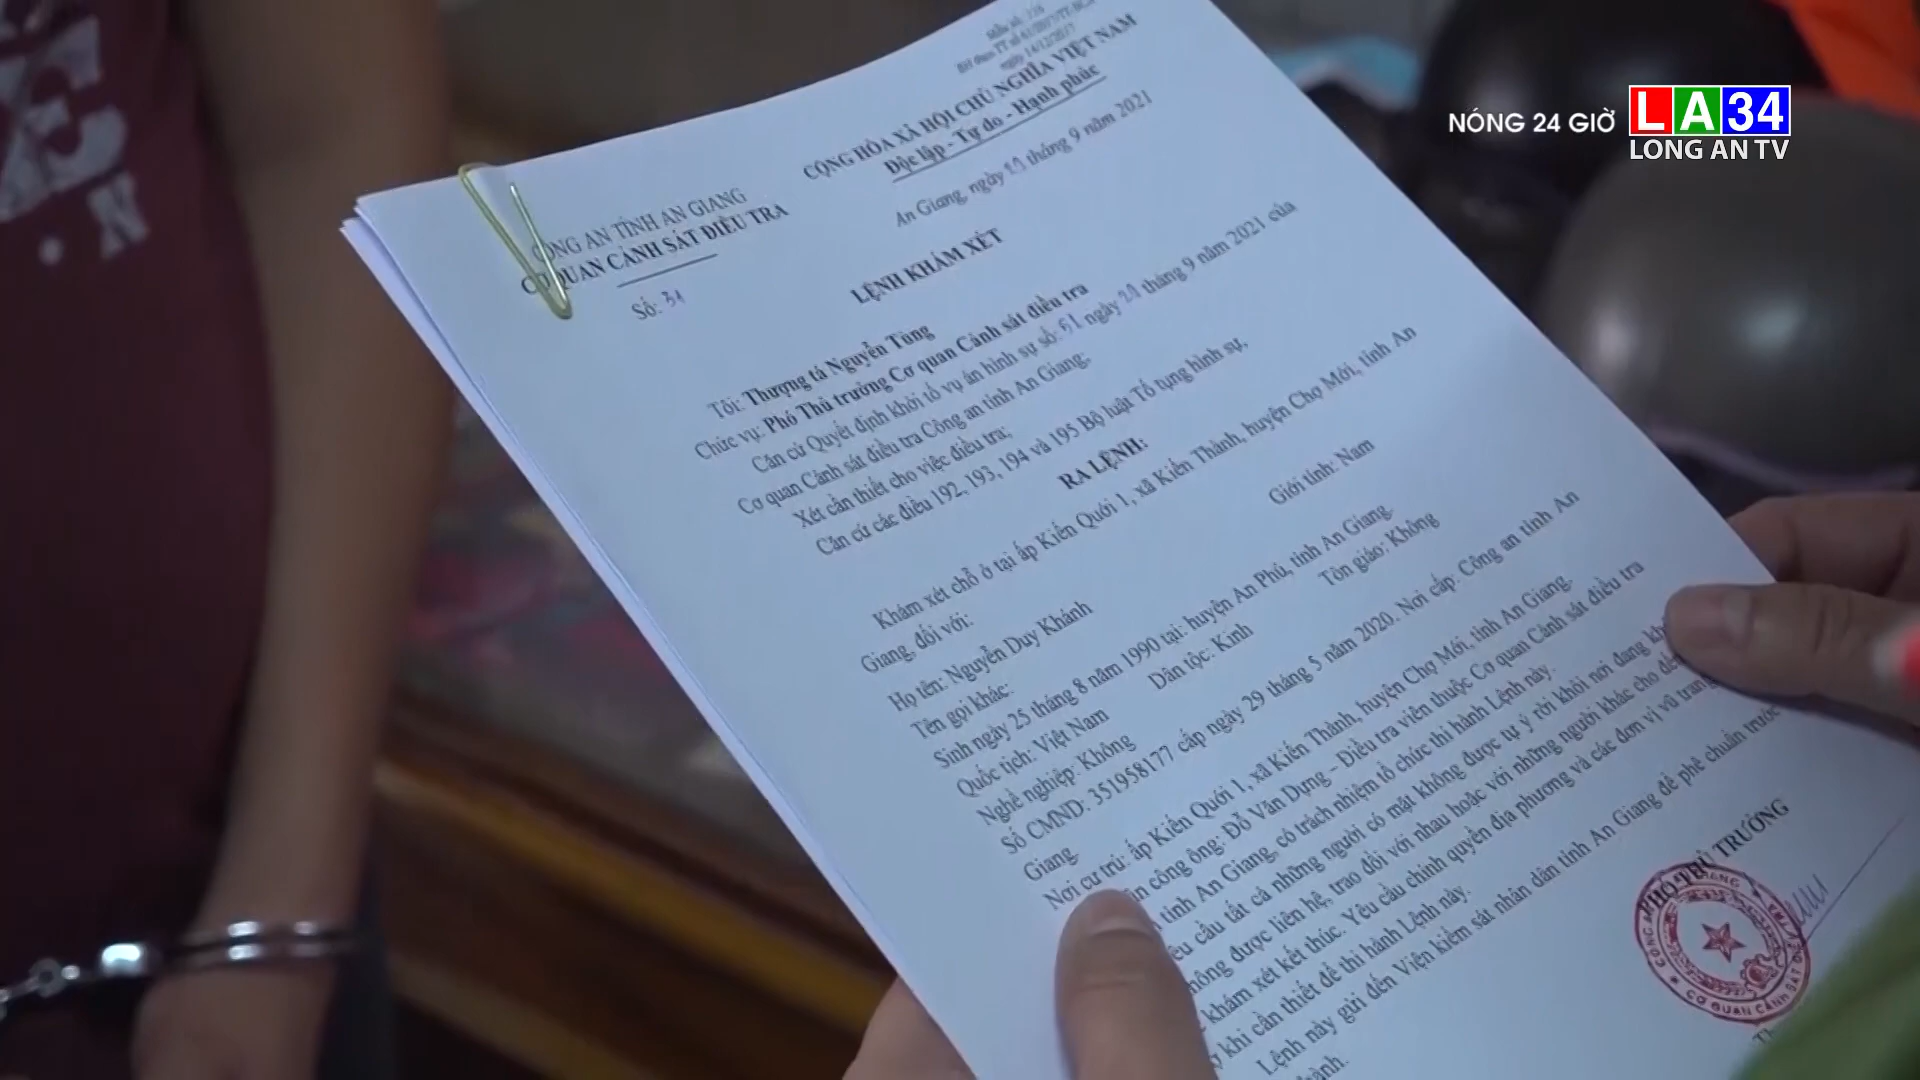 NÓNG 24 GIỜ
LA34
LONG AN TV
CỘNG HÒA XÃ HỘI CHỦ NGHĨA VIỆT NAM
Độc lập - Tự do - Hạnh phúc
An Giang, ngày tháng 9 năm 2021
CÔNG AN TỈNH AN GIANG
CƠ QUAN CẢNH SÁT ĐIỀU TRA
Số:
LỆNH KHÁM XÉT
Tôi: Thượng tá Nguyễn Tùng
Chức vụ: Phó Thủ trưởng Cơ quan Cảnh sát điều tra
Căn cứ Quyết định khởi tố vụ án hình sự số: ngày tháng 9 năm 2021 của
Cơ quan Cảnh sát điều tra Công an tỉnh An Giang;
Xét cần thiết cho việc điều tra;
Căn cứ các điều 192, 193, 194 và 195 Bộ luật Tố tụng hình sự,
RA LỆNH:
Khám xét chỗ ở tại ấp Kiến Quới 1, xã Kiến Thành, huyện Chợ Mới, tỉnh An
Giang, đối với:
Họ tên: Nguyễn Duy Khánh Giới tính: Nam
Tên gọi khác:
Sinh ngày 25 tháng 8 năm 1990 tại: huyện An Phú, tỉnh An Giang.
Quốc tịch: Việt Nam Dân tộc: Kinh Tôn giáo: Không
Nghề nghiệp: Không
Số CMND: 351958177 cấp ngày 29 tháng 5 năm 2020. Nơi cấp: Công an tỉnh An
Giang.
Nơi cư trú: ấp Kiến Quới 1, xã Kiến Thành, huyện Chợ Mới, tỉnh An Giang.
công ông: Đỗ Văn Dựng - Điều tra viên thuộc Cơ quan Cảnh sát điều tra
tỉnh An Giang, có trách nhiệm tổ chức thi hành Lệnh này.
cầu tất cả những người có mặt không được tự ý rời khỏi nơi đang
không được liên hệ, trao đổi với nhau hoặc với những người khác cho
khám xét kết thúc. Yêu cầu chính quyền địa phương và các đơn vị vũ trang
khi cần thiết để thi hành Lệnh này.
Lệnh này gửi đến Viện kiểm sát nhân dân tỉnh An Giang để phê chuẩn trước
hành.
PHÓ THỦ TRƯỞNG